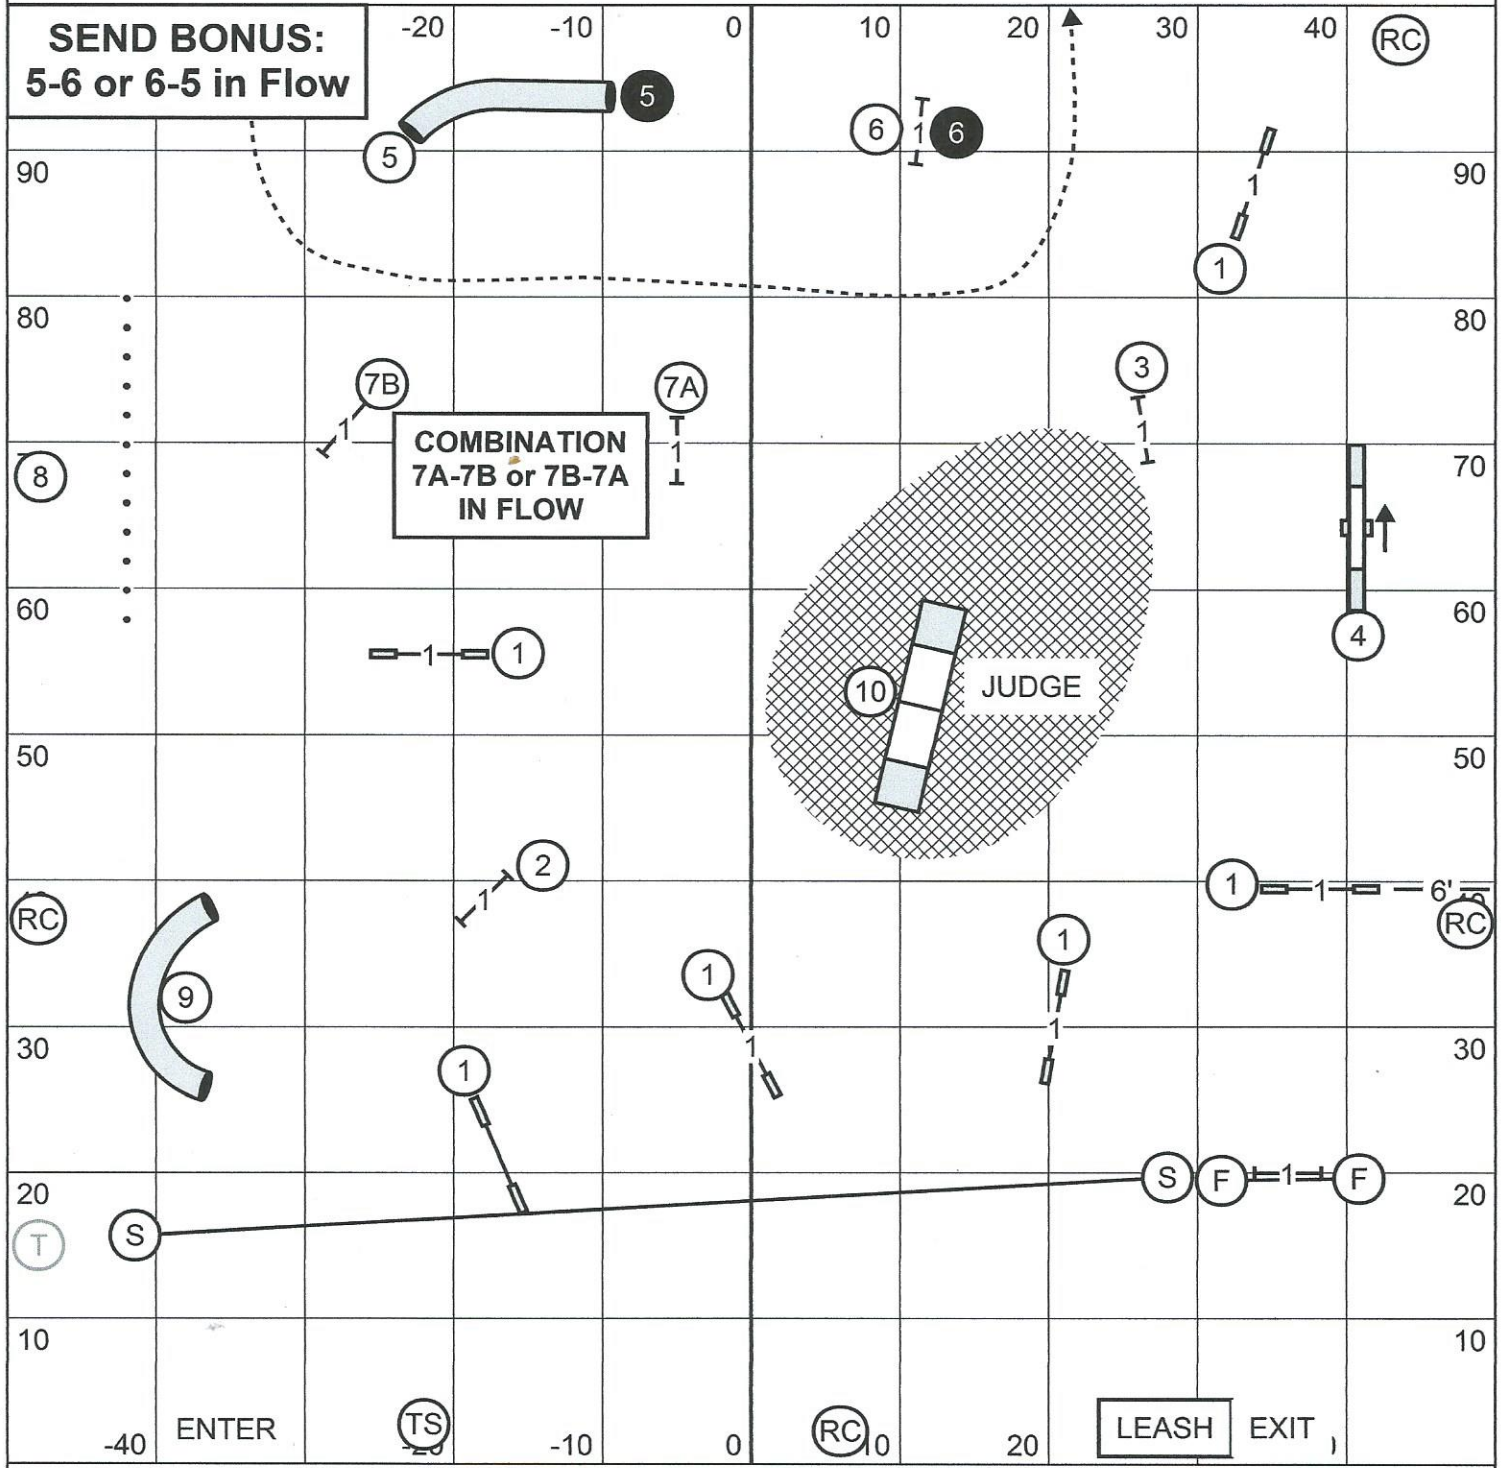 SEND BONUS:
5-6 or 6-5 in Flow
-20 -10 0 10 20 30 40 RC
5
5
6 1 6
90 1 90
1
80 80
7B 7A 3
1 1 1
COMBINATION
7A-7B or 7B-7A
IN FLOW
8 70
60 60
4
1 1
10 JUDGE
50 50
2
1
1 1 6'
RC RC
1 1
9
30 1 1 30
1
20 S F 1 F 20
S
T
10 10
ENTER TS RC LEASH EXIT
-40 -10 0 10 20